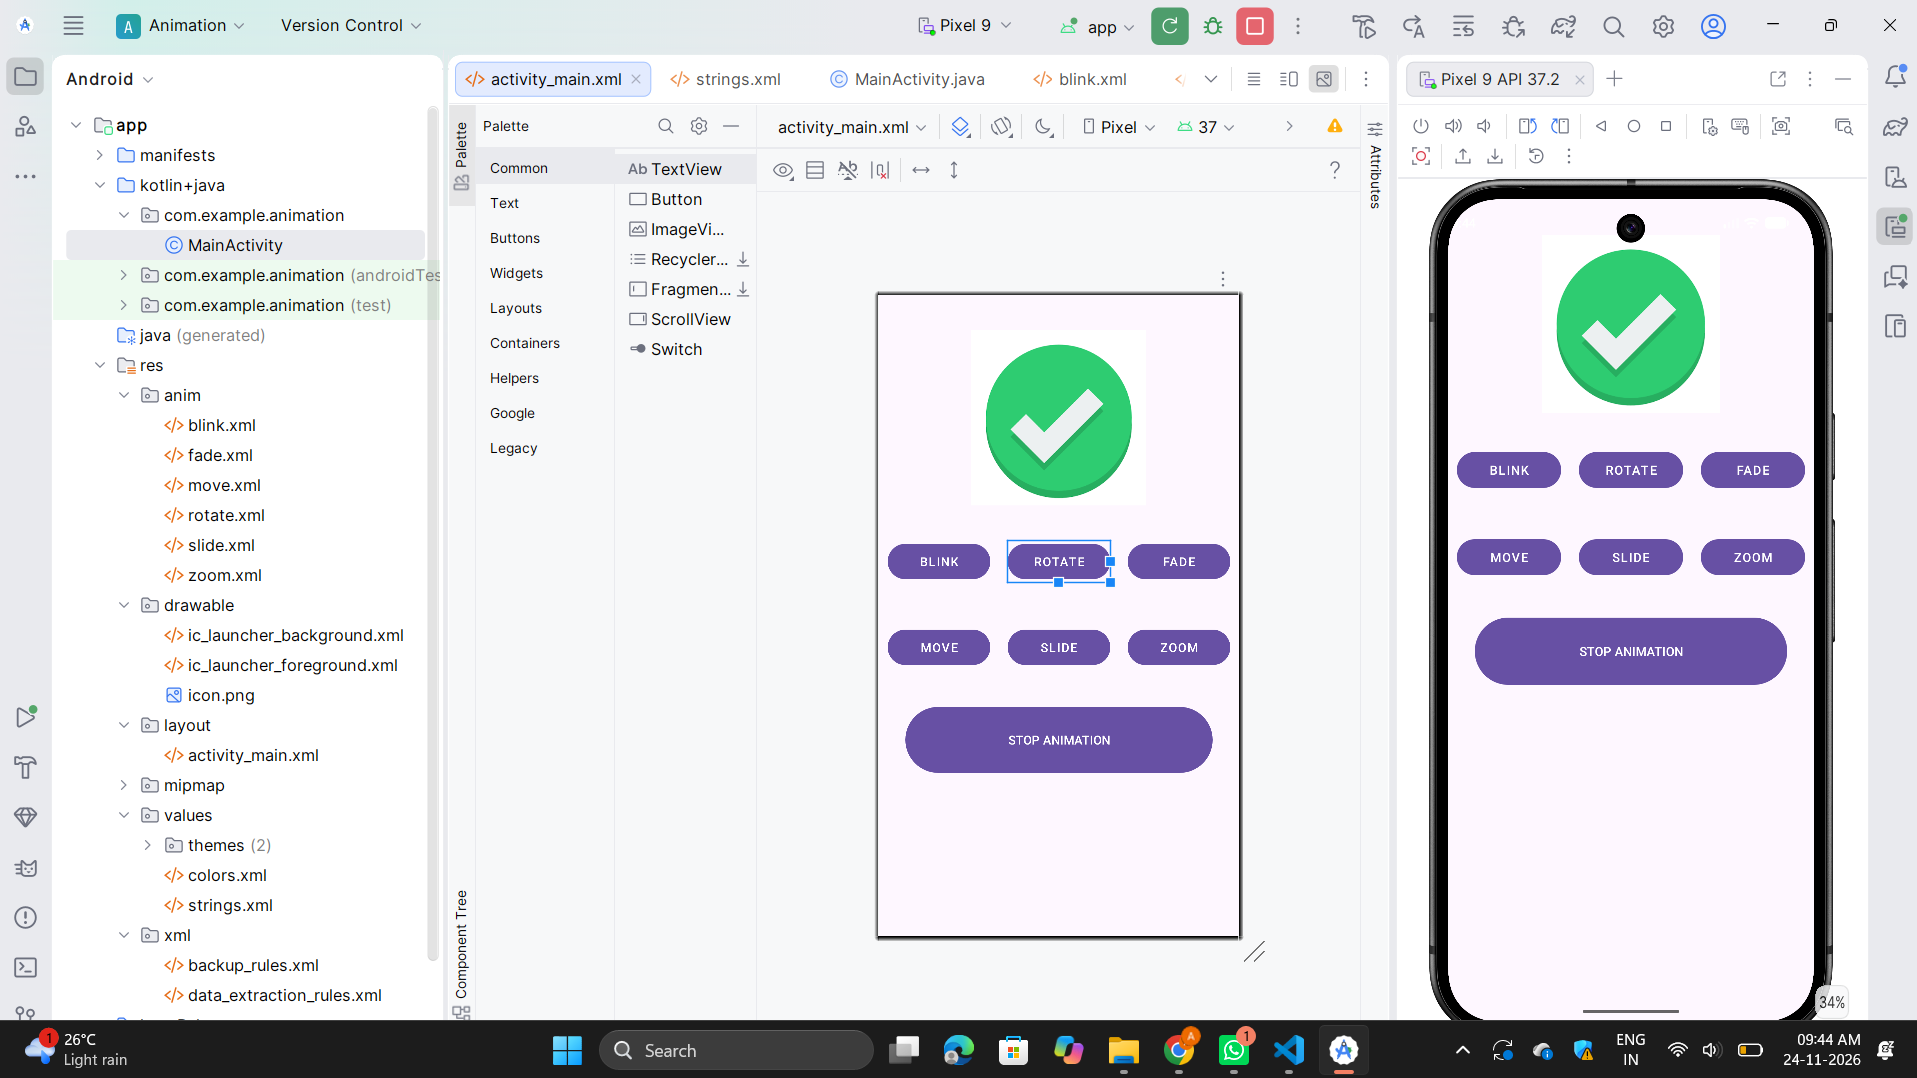 A Animation Version Control Pixel 9 app
Android
app
manifests
kotlin+java
com.example.animation
MainActivity
com.example.animation (androidTes
com.example.animation (test)
java (generated)
res
anim
blink.xml
fade.xml
move.xml
rotate.xml
slide.xml
zoom.xml
drawable
ic_launcher_background.xml
ic_launcher_foreground.xml
icon.png
layout
activity_main.xml
mipmap
values
themes (2)
colors.xml
strings.xml
xml
backup_rules.xml
data_extraction_rules.xml
activity_main.xml strings.xml MainActivity.java blink.xml
Palette
Component Tree
Palette
Common
Text
Buttons
Widgets
Layouts
Containers
Helpers
Google
Legacy
Ab TextView
Button
ImageVi...
Recycler...
Fragmen...
ScrollView
Switch
activity_main.xml Pixel 37
?
Attributes
BLINK ROTATE FADE
MOVE SLIDE ZOOM
STOP ANIMATION
Pixel 9 API 37.2
BLINK ROTATE FADE
MOVE SLIDE ZOOM
STOP ANIMATION
34%
1
26°C
Light rain
Search
A
1
ENG
IN
09:44 AM
24-11-2026